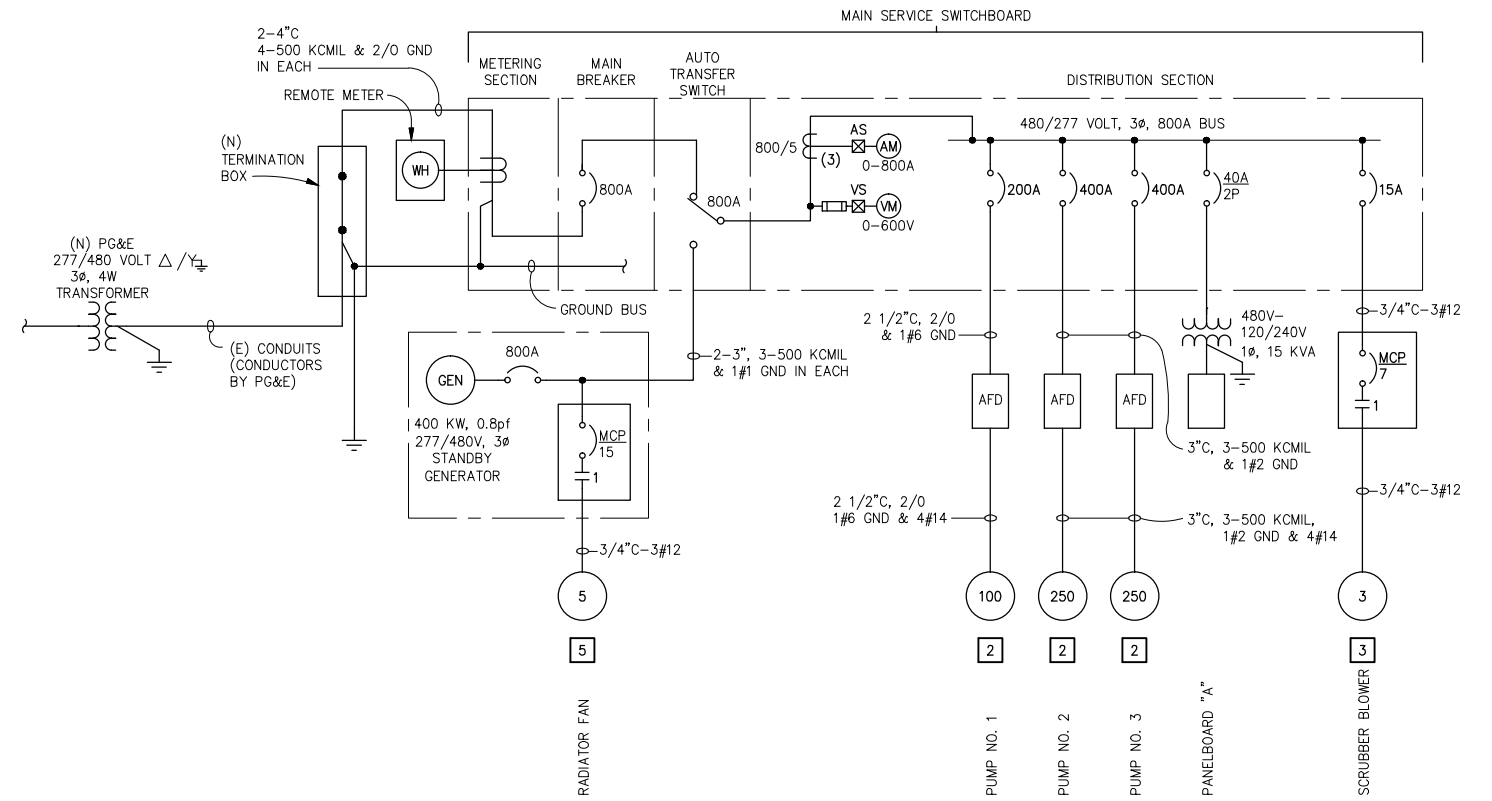 MAIN SERVICE SWITCHBOARD
2-4"C
4-500 KCMIL & 2/0 GND
IN EACH
REMOTE METER
METERING
SECTION
MAIN
BREAKER
AUTO
TRANSFER
SWITCH
DISTRIBUTION SECTION
(N)
TERMINATION
BOX
WH
800A
800A
800/5
(3)
AS
AM
0-800A
VS
VM
0-600V
480/277 VOLT, 3ø, 800A BUS
200A
400A
400A
40A
2P
15A
(N) PG&E
277/480 VOLT △/Y
3ø, 4W
TRANSFORMER
GROUND BUS
(E) CONDUITS
(CONDUCTORS
BY PG&E)
800A
GEN
400 KW, 0.8pf
277/480V, 3ø
STANDBY
GENERATOR
MCP
15
1
2-3", 3-500 KCMIL
& 1#1 GND IN EACH
2 1/2"C, 2/0
& 1#6 GND
480V-
120/240V
1ø, 15 KVA
3/4"C-3#12
MCP
7
1
AFD
AFD
AFD
3"C, 3-500 KCMIL
& 1#2 GND
3/4"C-3#12
2 1/2"C, 2/0
1#6 GND & 4#14
3"C, 3-500 KCMIL,
1#2 GND & 4#14
3/4"C-3#12
5
100
250
250
3
5
2
2
2
3
RADIATOR FAN
PUMP NO. 1
PUMP NO. 2
PUMP NO. 3
PANELBOARD "A"
SCRUBBER BLOWER